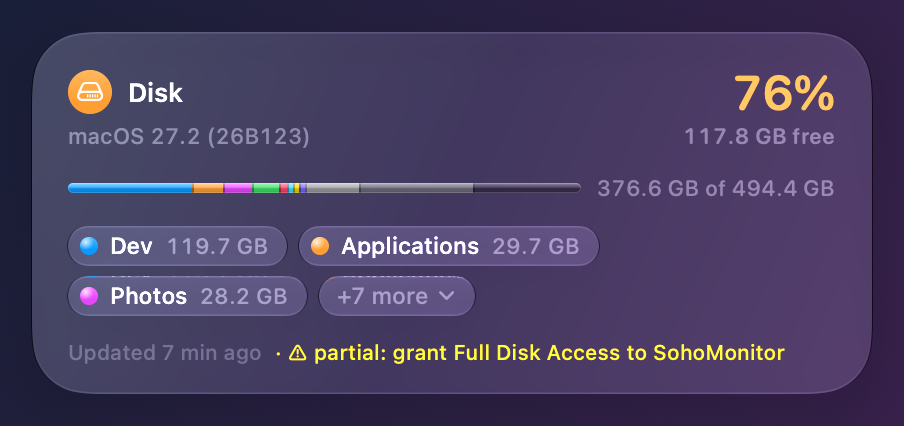 Disk
76%
macOS 27.2 (26B123)
117.8 GB free
376.6 GB of 494.4 GB
Dev 119.7 GB
Applications 29.7 GB
Photos 28.2 GB
+7 more
Updated 7 min ago · ⚠ partial: grant Full Disk Access to SohoMonitor